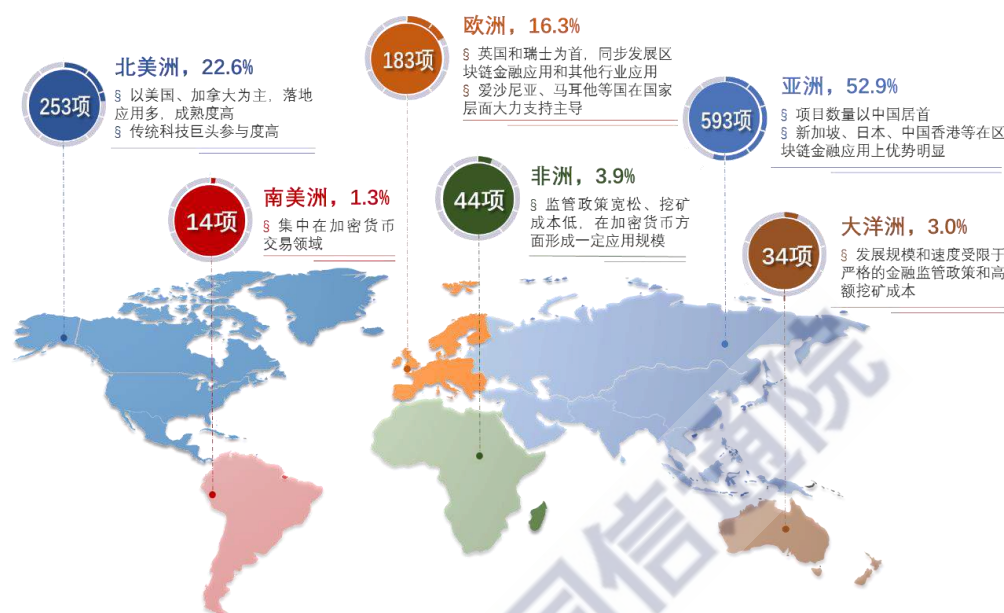 253项
北美洲，22.6%
§ 以美国、加拿大为主，落地
应用多，成熟度高
§ 传统科技巨头参与度高
183项
欧洲，16.3%
§ 英国和瑞士为首，同步发展区
块链金融应用和其他行业应用
§ 爱沙尼亚、马耳他等国在国家
层面大力支持主导
593项
亚洲，52.9%
§ 项目数量以中国居首
§ 新加坡、日本、中国香港等在区
块链金融应用上优势明显
14项
南美洲，1.3%
§ 集中在加密货币
交易领域
44项
非洲，3.9%
§ 监管政策宽松、挖矿
成本低，在加密货币方
面形成一定应用规模
34项
大洋洲，3.0%
§ 发展规模和速度受限于
严格的金融监管政策和高
额挖矿成本
国信通院